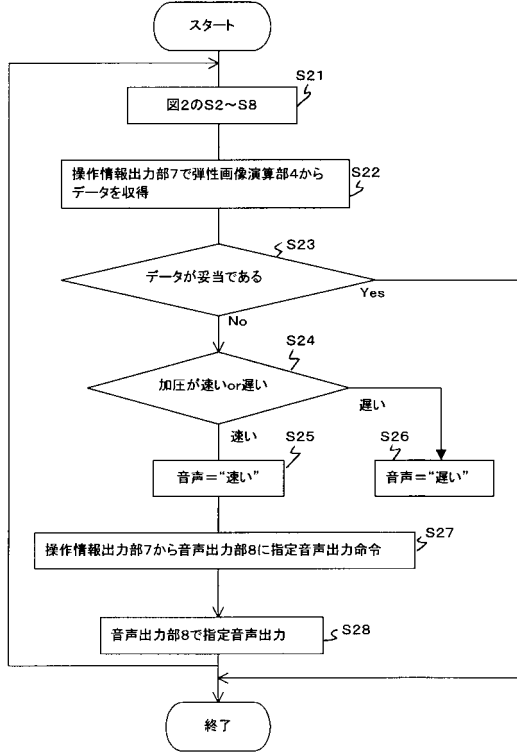 スタート
S21
図2のS2～S8
操作情報出力部7で弾性画像演算部4から
データを取得
S22
S23
データが妥当である
Yes
No
S24
加圧が速いor遅い
遅い
速い
S25
S26
音声＝“速い”
音声＝“遅い”
S27
操作情報出力部7から音声出力部8に指定音声出力命令
音声出力部8で指定音声出力
S28
終了